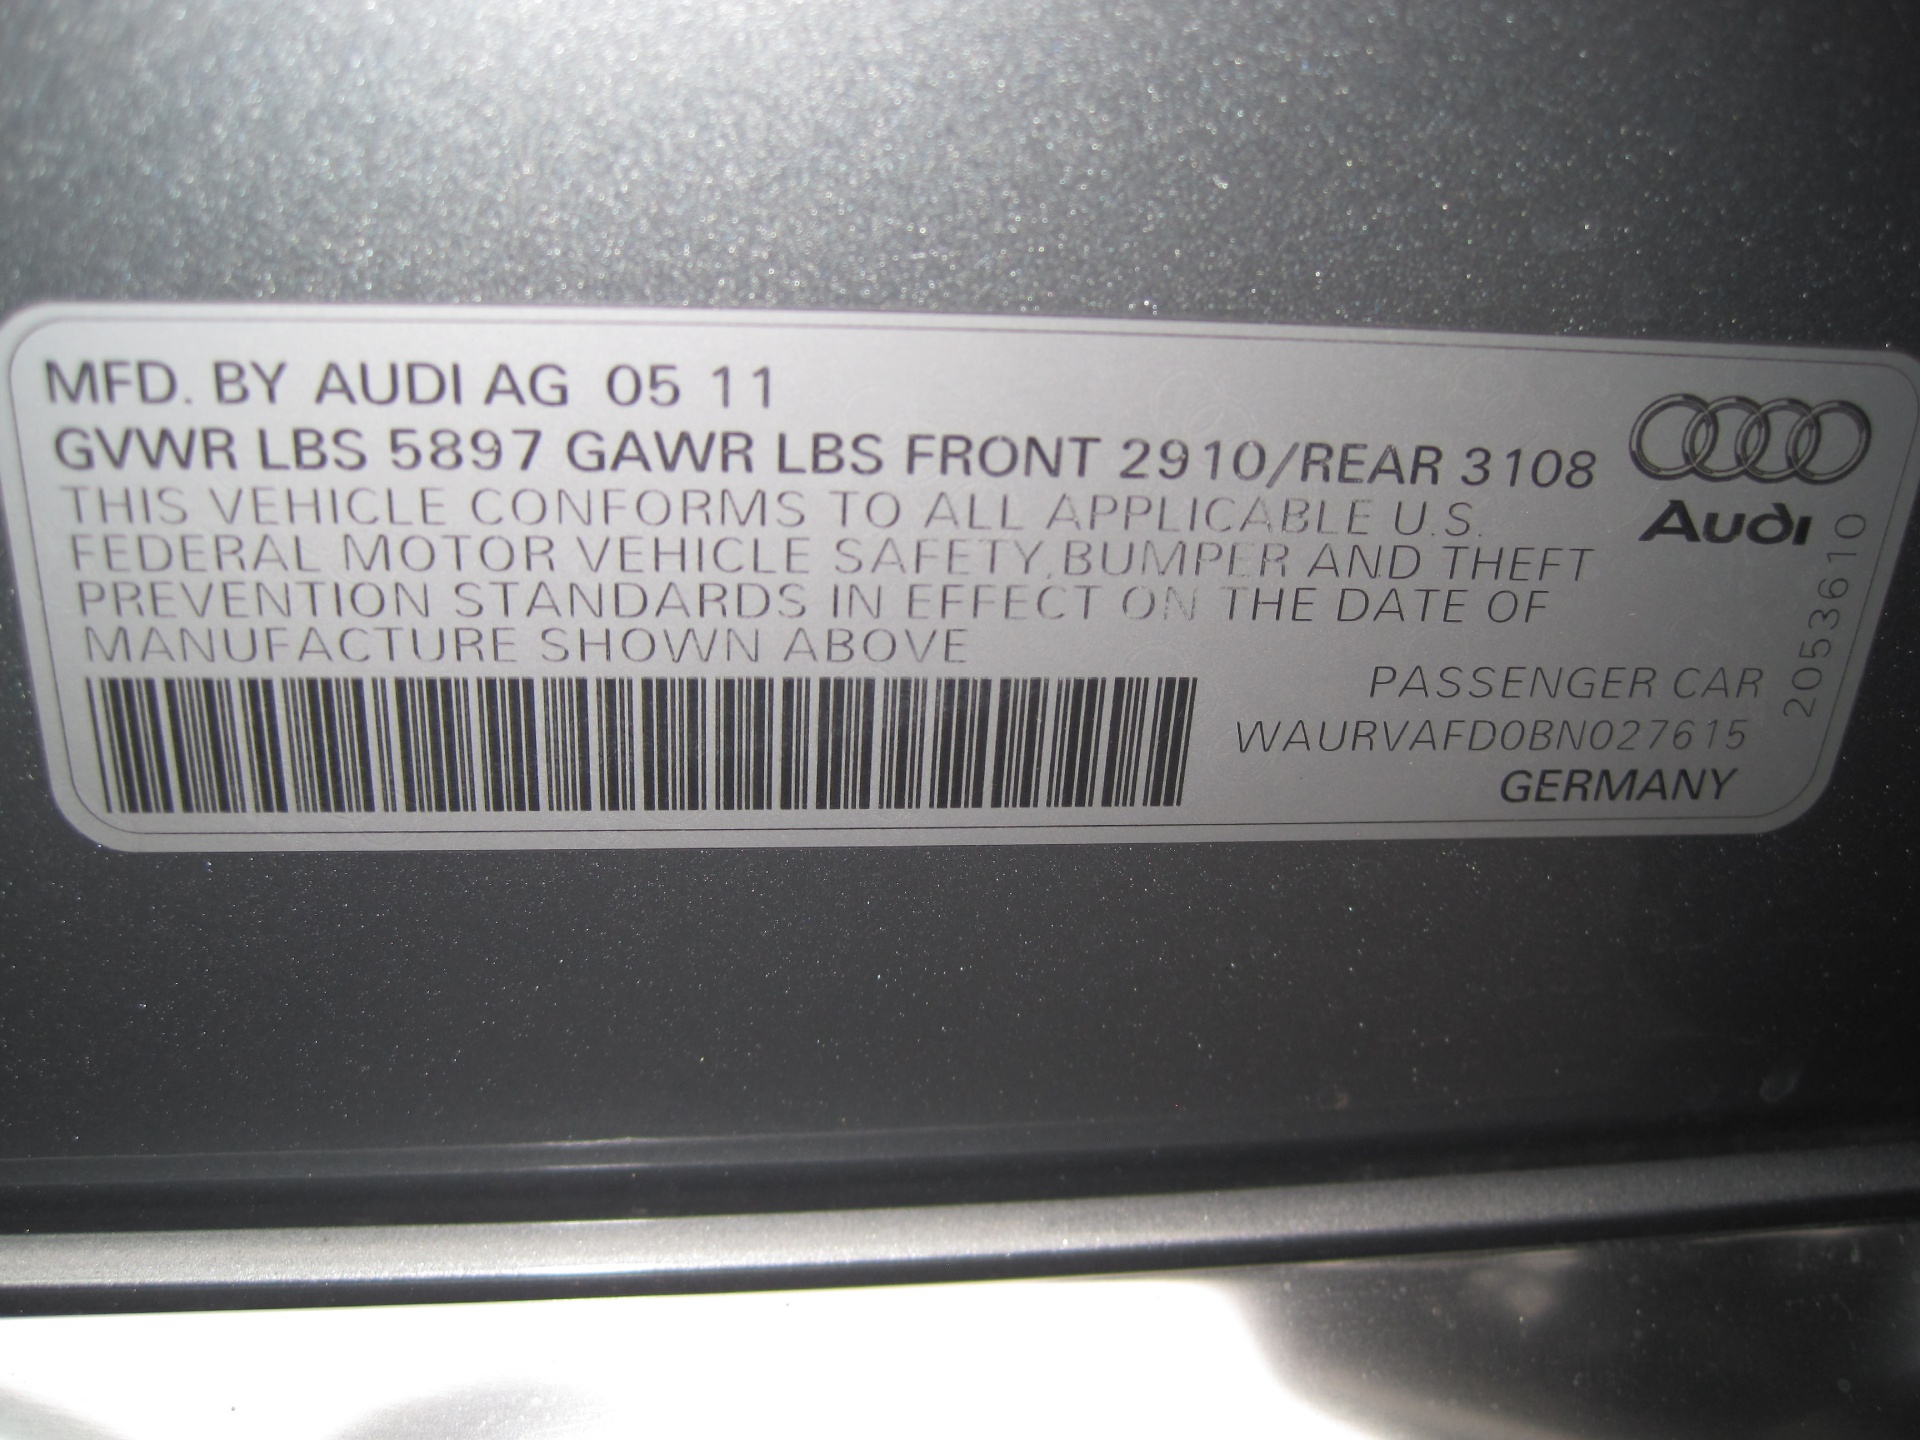 MFD. BY AUDI AG 05 11
GVWR LBS 5897 GAWR LBS FRONT 2910/REAR 3108
THIS VEHICLE CONFORMS TO ALL APPLICABLE U.S.
FEDERAL MOTOR VEHICLE SAFETY, BUMPER AND THEFT
PREVENTION STANDARDS IN EFFECT ON THE DATE OF
MANUFACTURE SHOWN ABOVE
PASSENGER CAR
WAURVAFD0BN027615
GERMANY
Audi
2053610